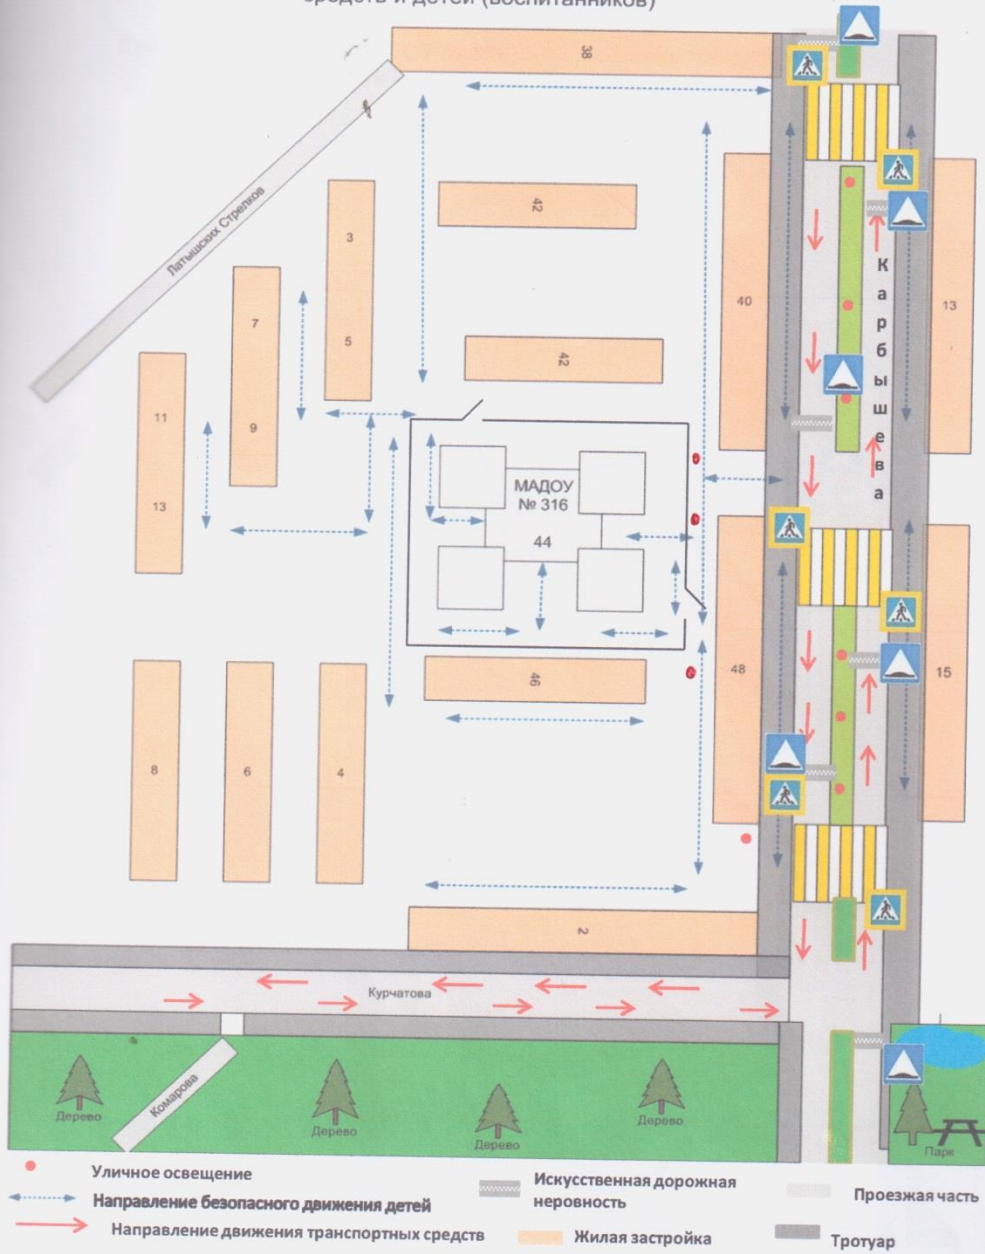 средств и детей (воспитанников)
38
Латышских Стрелков
3
42
7
40
Карбышева
13
5
42
11
9
13
МАДОУ
№ 316
44
46
48
15
8
6
4
2
Курчатова
Комарова
Дерево
Дерево
Дерево
Дерево
Парк
Уличное освещение
Направление безопасного движения детей
Направление движения транспортных средств
Искусственная дорожная
неровность
Жилая застройка
Проезжая часть
Тротуар